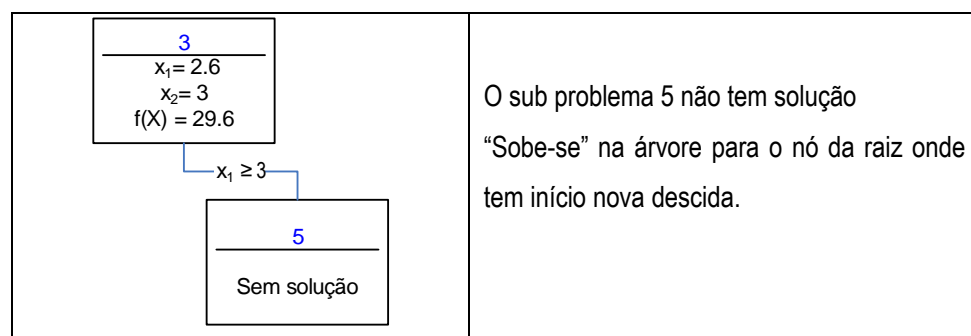 3
x₁= 2.6
x₂= 3
f(X) = 29.6
x₁ ≥ 3
5
Sem solução
O sub problema 5 não tem solução
“Sobe-se” na árvore para o nó da raiz onde
tem início nova descida.